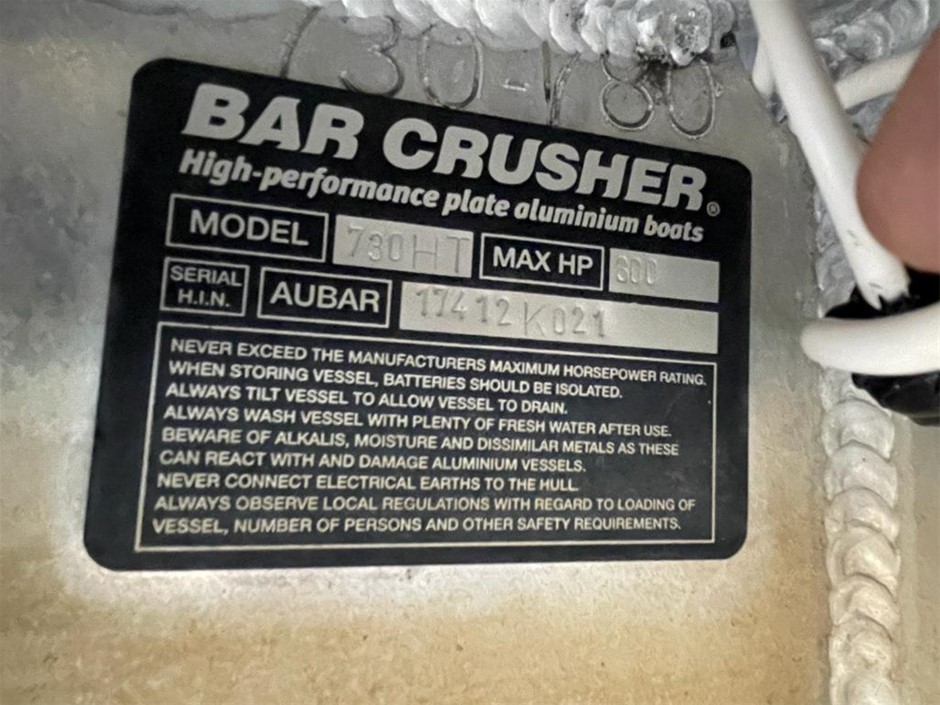 730-780
BAR CRUSHER®
High-performance plate aluminium boats
MODEL 730HT MAX HP 300
SERIAL H.I.N. AUBAR 17412K021
NEVER EXCEED THE MANUFACTURERS MAXIMUM HORSEPOWER RATING.
WHEN STORING VESSEL, BATTERIES SHOULD BE ISOLATED.
ALWAYS TILT VESSEL TO ALLOW VESSEL TO DRAIN.
ALWAYS WASH VESSEL WITH PLENTY OF FRESH WATER AFTER USE.
BEWARE OF ALKALIS, MOISTURE AND DISSIMILAR METALS AS THESE
CAN REACT WITH AND DAMAGE ALUMINIUM VESSELS.
NEVER CONNECT ELECTRICAL EARTHS TO THE HULL.
ALWAYS OBSERVE LOCAL REGULATIONS WITH REGARD TO LOADING OF
VESSEL, NUMBER OF PERSONS AND OTHER SAFETY REQUIREMENTS.